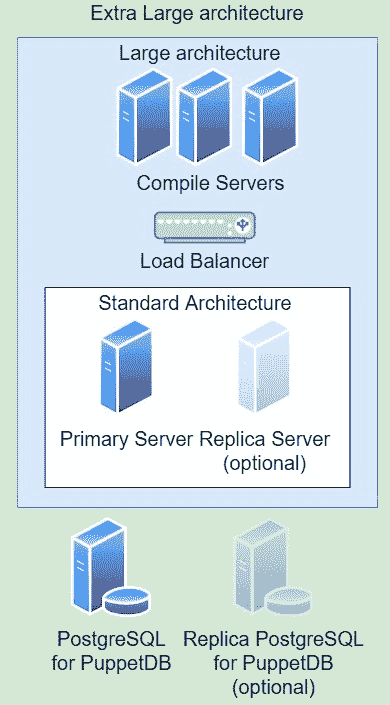 Extra Large architecture
Large architecture
Compile Servers
Load Balancer
Standard Architecture
Primary Server
Replica Server
(optional)
PostgreSQL
for PuppetDB
Replica PostgreSQL
for PuppetDB
(optional)